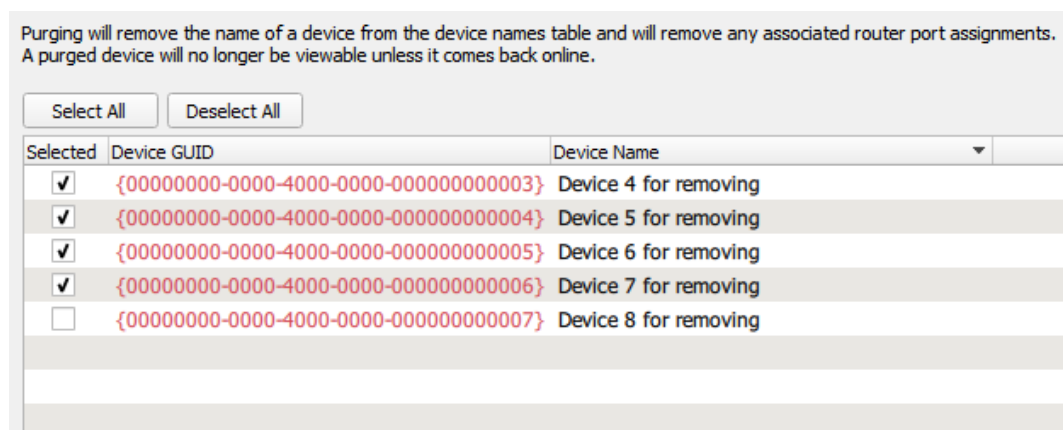 Purging will remove the name of a device from the device names table and will remove any associated router port assignments.
A purged device will no longer be viewable unless it comes back online.
Select All Deselect All
Selected Device GUID Device Name
{00000000-0000-4000-0000-000000000003} Device 4 for removing
{00000000-0000-4000-0000-000000000004} Device 5 for removing
{00000000-0000-4000-0000-000000000005} Device 6 for removing
{00000000-0000-4000-0000-000000000006} Device 7 for removing
{00000000-0000-4000-0000-000000000007} Device 8 for removing